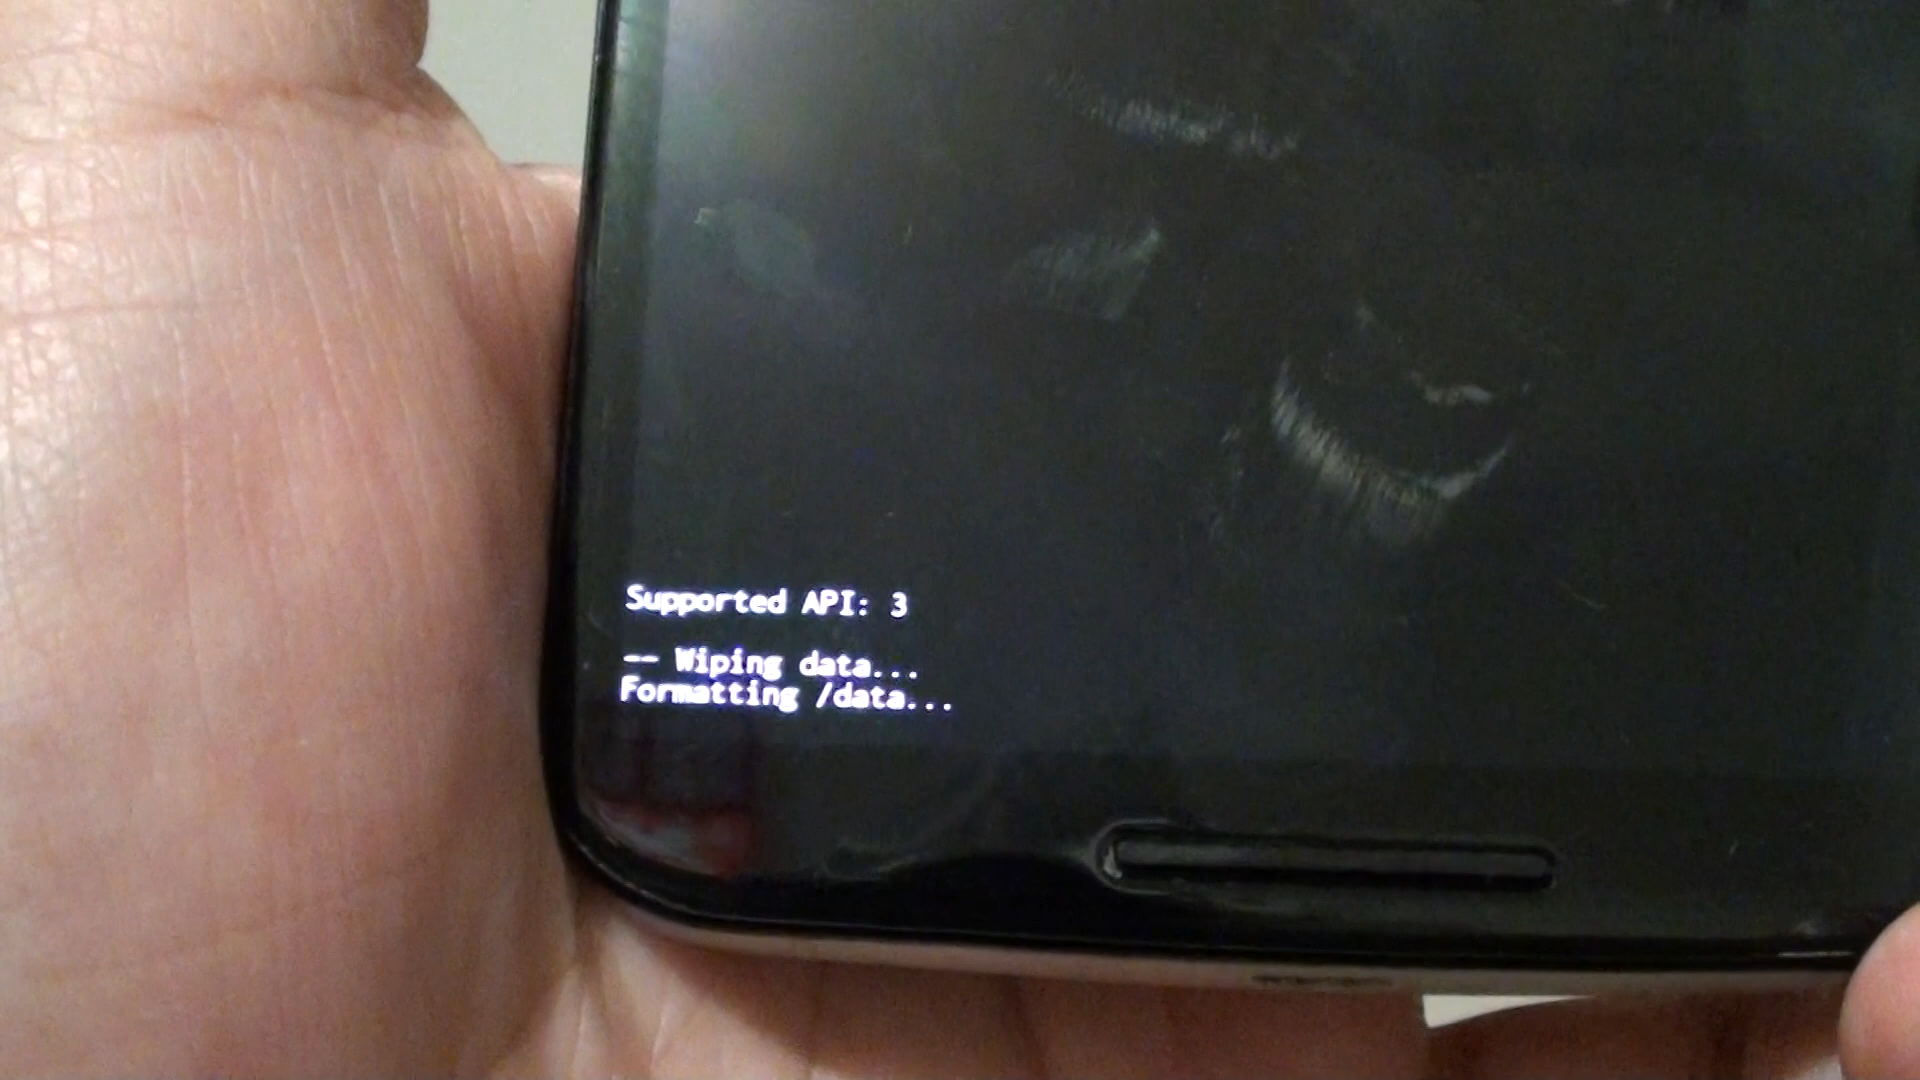 Supported API: 3
-- Wiping data...
Formatting /data...